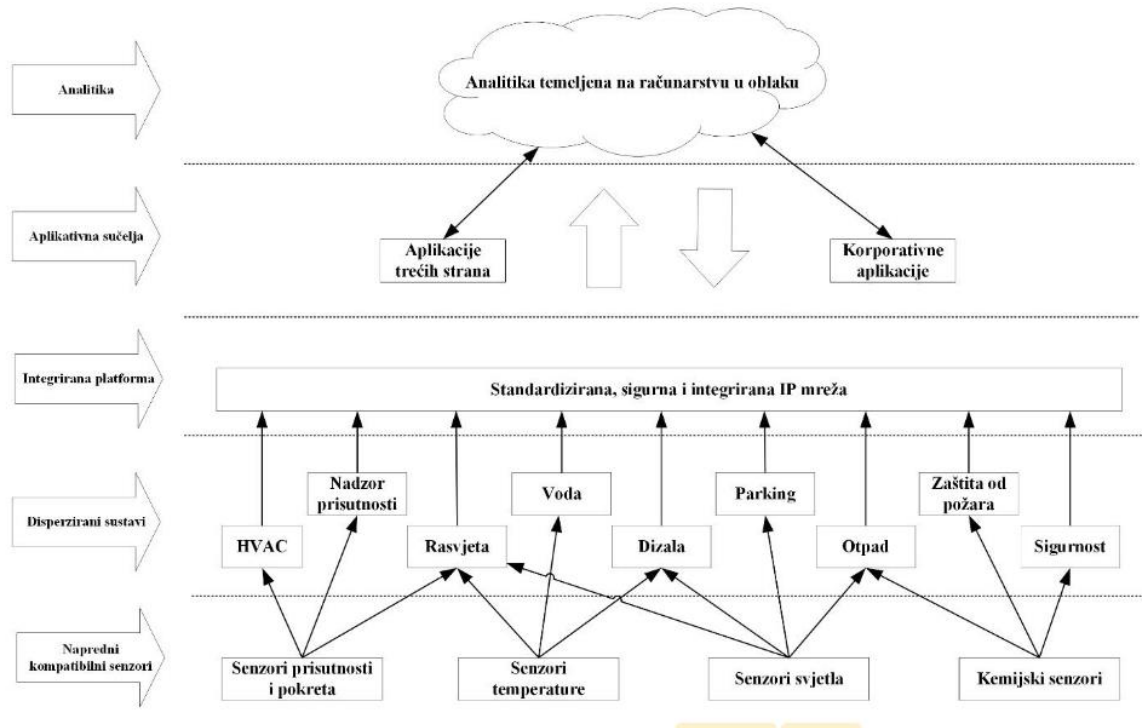 Analitika
Analitika temeljena na računarstvu u oblaku
Aplikativna sučelja
Aplikacije
trećih strana
Korporativne
aplikacije
Integrirana platforma
Standardizirana, sigurna i integrirana IP mreža
Disperzirani sustavi
Nadzor
prisutnosti
Voda
Parking
Zaštita od
požara
HVAC
Rasvjeta
Dizala
Otpad
Sigurnost
Napredni
kompatibilni senzori
Senzori prisutnosti
i pokreta
Senzori
temperature
Senzori svjetla
Kemijski senzori